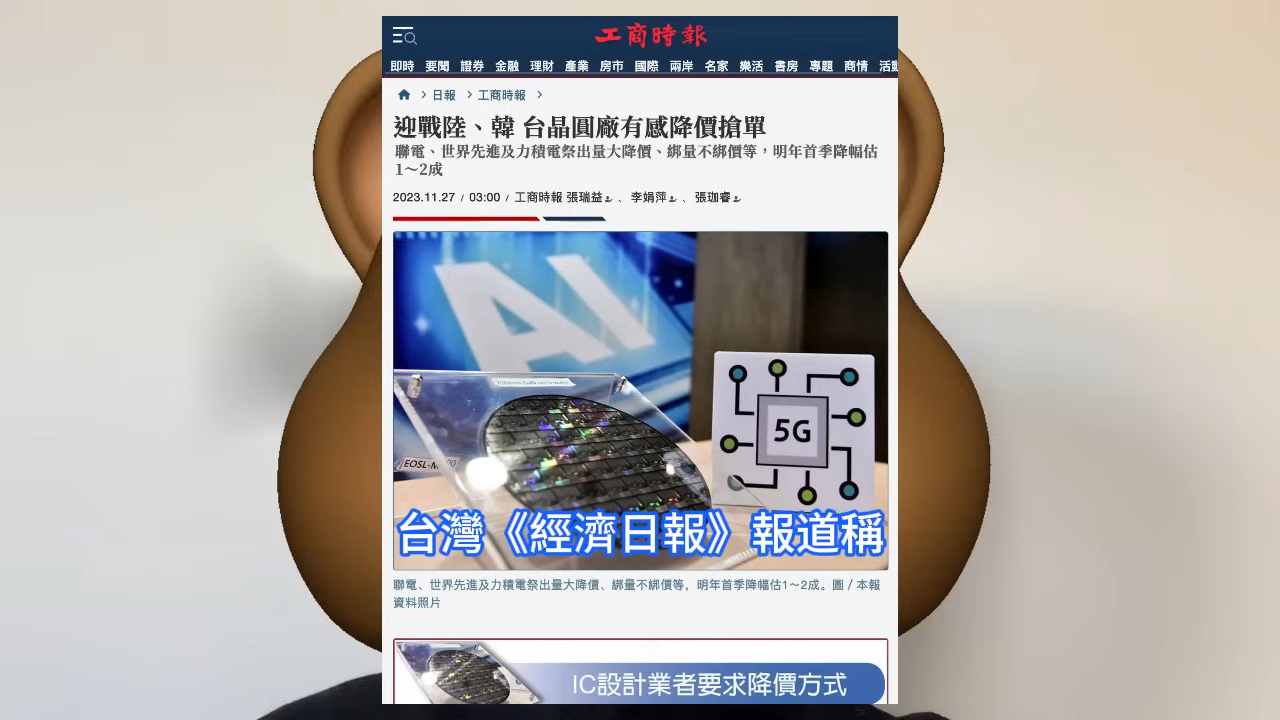 工商時報
即時 要聞 證券 金融 理財 產業 房市 國際 兩岸 名家 樂活 書房 專題 商情 活動
日報 工商時報
迎戰陸、韓 台晶圓廠有感降價搶單
聯電、世界先進及力積電祭出量大降價、綁量不綁價等，明年首季降幅估
1～2成
2023.11.27 / 03:00 / 工商時報 張瑞益 、 李娟萍 、 張珈睿
AI
5G
台灣《經濟日報》報道稱
聯電、世界先進及力積電祭出量大降價、綁量不綁價等，明年首季降幅估1～2成。圖／本報
資料照片
IC設計業者要求降價方式